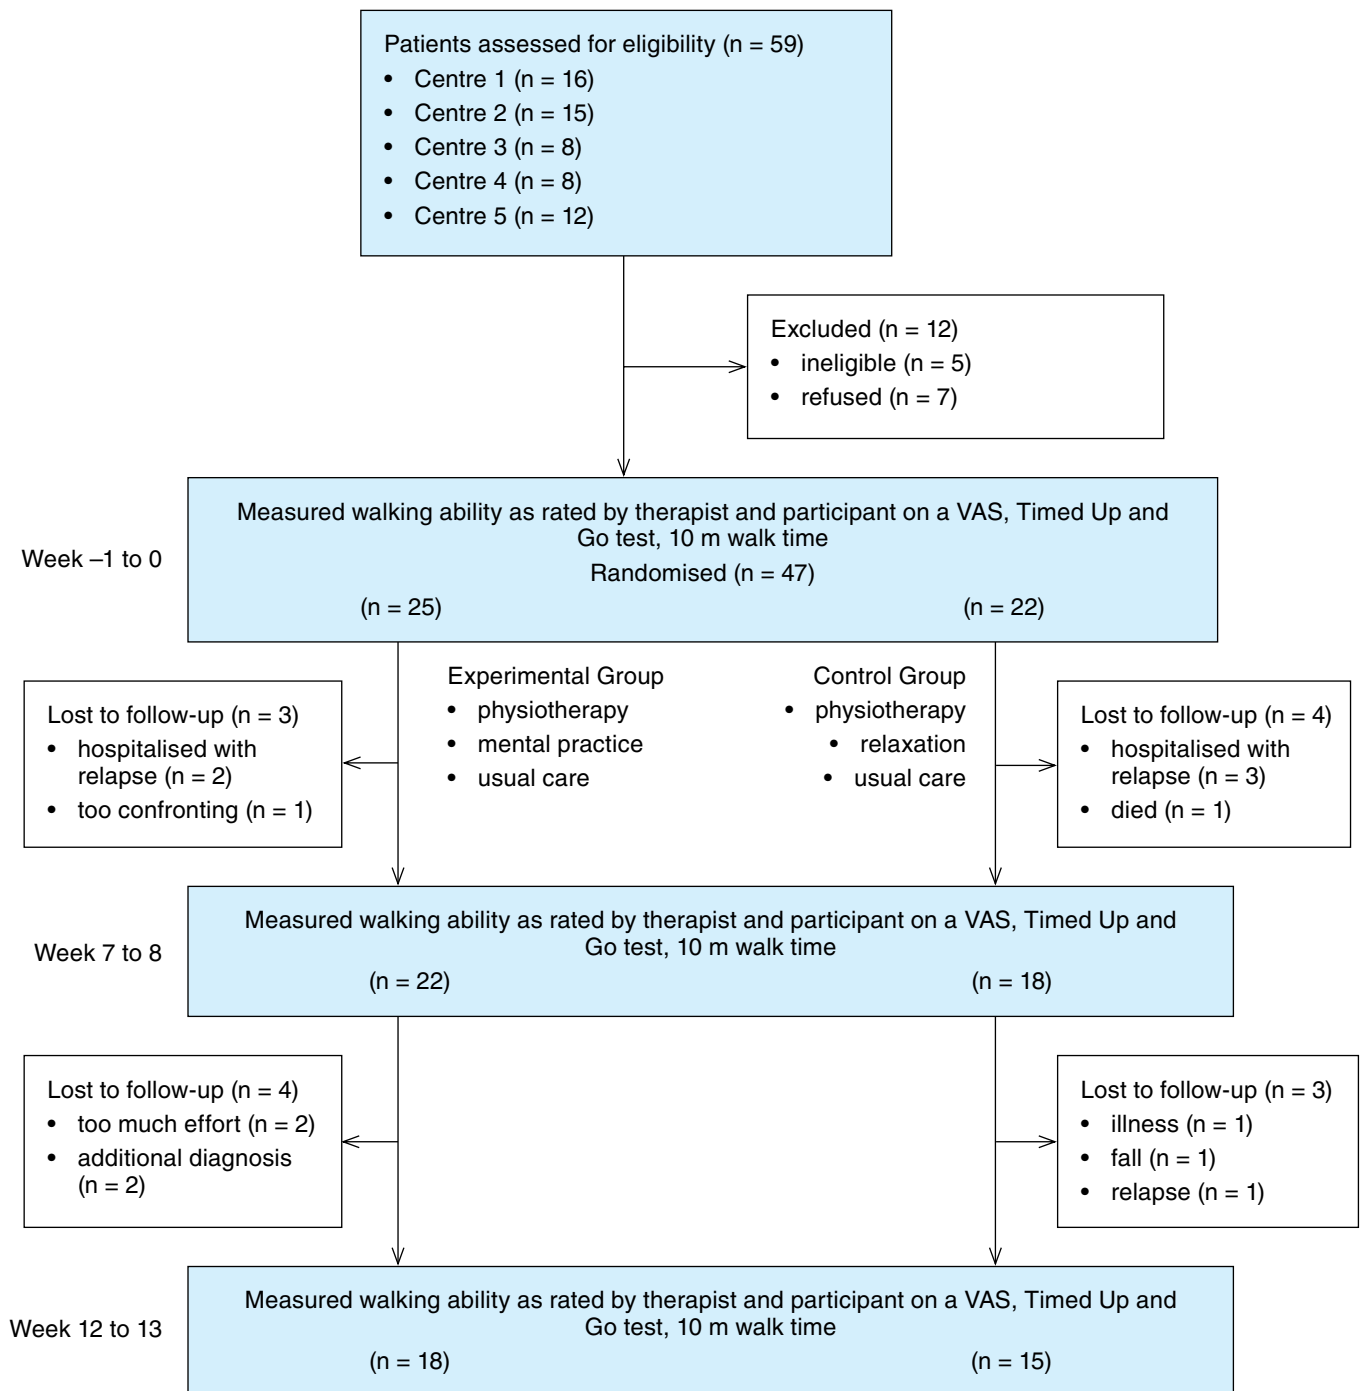 Patients assessed for eligibility (n = 59)
• Centre 1 (n = 16)
• Centre 2 (n = 15)
• Centre 3 (n = 8)
• Centre 4 (n = 8)
• Centre 5 (n = 12)
Excluded (n = 12)
• ineligible (n = 5)
• refused (n = 7)
Week –1 to 0
Measured walking ability as rated by therapist and participant on a VAS, Timed Up and
Go test, 10 m walk time
Randomised (n = 47)
(n = 25)
(n = 22)
Lost to follow-up (n = 3)
• hospitalised with
relapse (n = 2)
• too confronting (n = 1)
Experimental Group
• physiotherapy
• mental practice
• usual care
Control Group
• physiotherapy
• relaxation
• usual care
Lost to follow-up (n = 4)
• hospitalised with
relapse (n = 3)
• died (n = 1)
Week 7 to 8
Measured walking ability as rated by therapist and participant on a VAS, Timed Up and
Go test, 10 m walk time
(n = 22)
(n = 18)
Lost to follow-up (n = 4)
• too much effort (n = 2)
• additional diagnosis
(n = 2)
Lost to follow-up (n = 3)
• illness (n = 1)
• fall (n = 1)
• relapse (n = 1)
Week 12 to 13
Measured walking ability as rated by therapist and participant on a VAS, Timed Up and
Go test, 10 m walk time
(n = 18)
(n = 15)